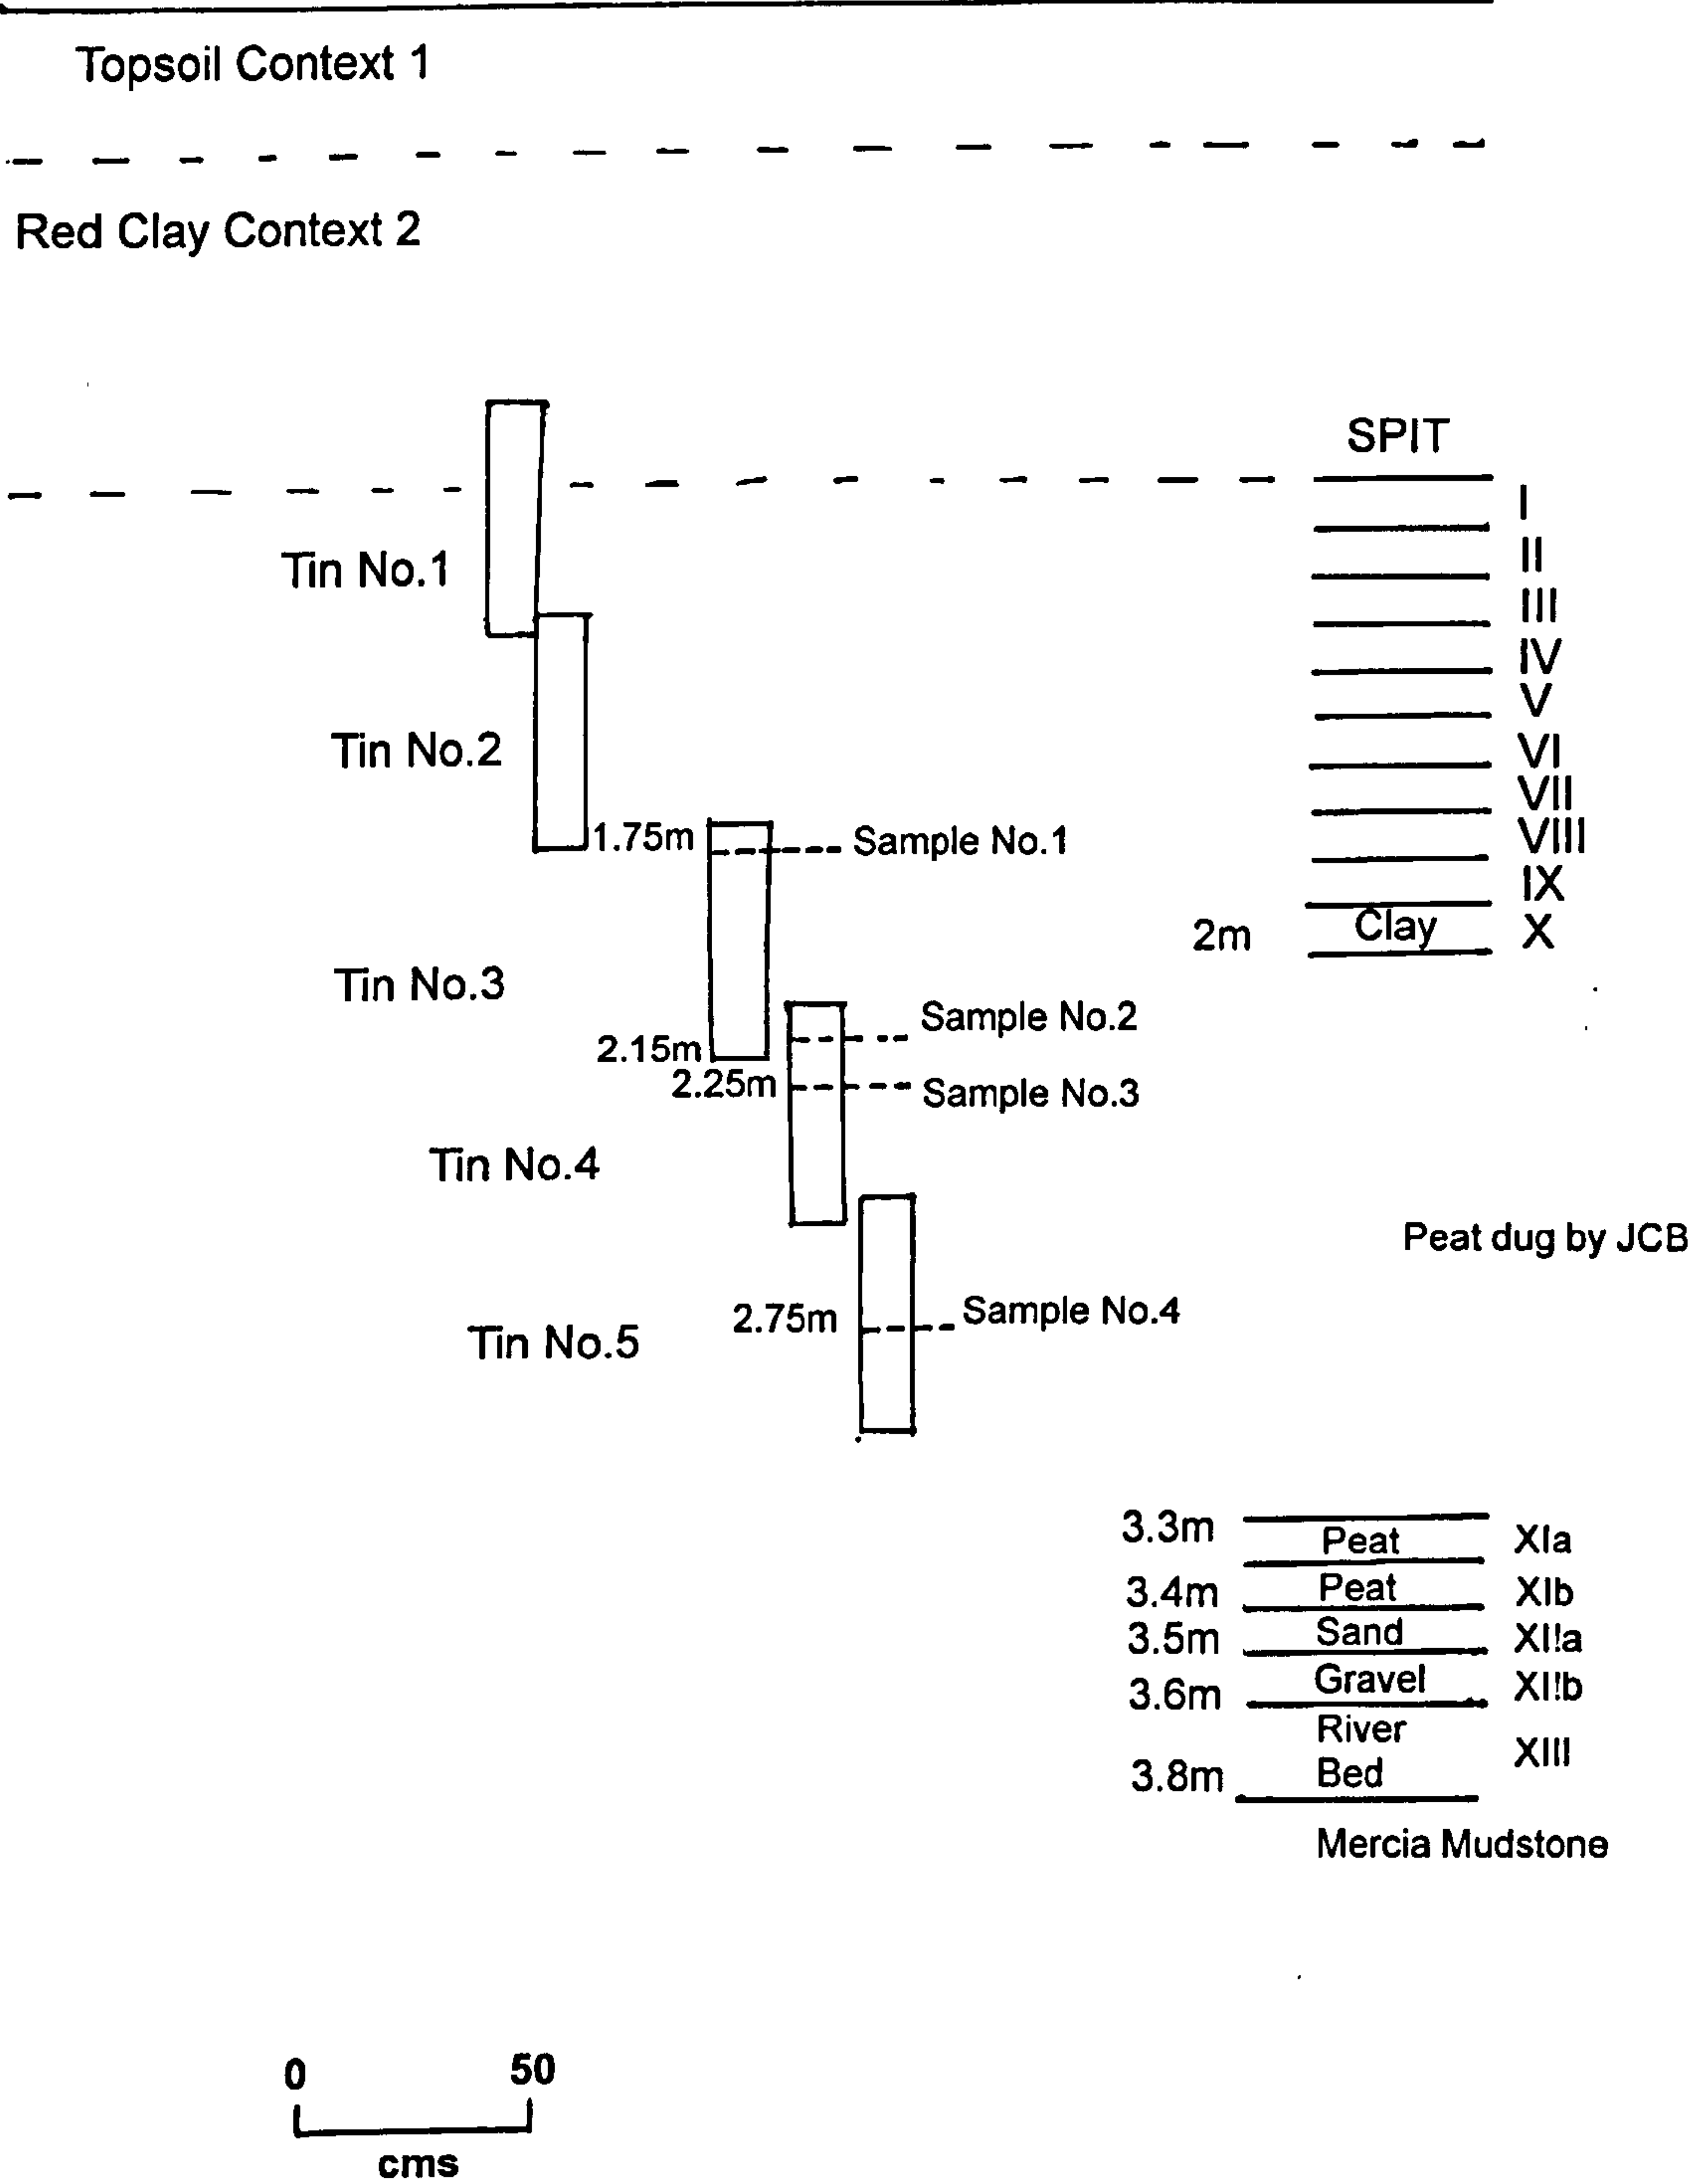 Topsoil Context 1
Red Clay Context 2
SPIT
I
Tin No.1
II
III
IV
V
Tin No.2
VI
VII
1.75m
Sample No.1
VIII
IX
2m
Clay
X
Tin No.3
Sample No.2
2.15m
2.25m
Sample No.3
Tin No.4
Peat dug by JCB
2.75m
Sample No.4
Tin No.5
3.3m
Peat
XIa
3.4m
Peat
XIb
3.5m
Sand
XIIa
3.6m
Gravel
XIIb
River
Bed
XIII
3.8m
Mercia Mudstone
0
50
cms